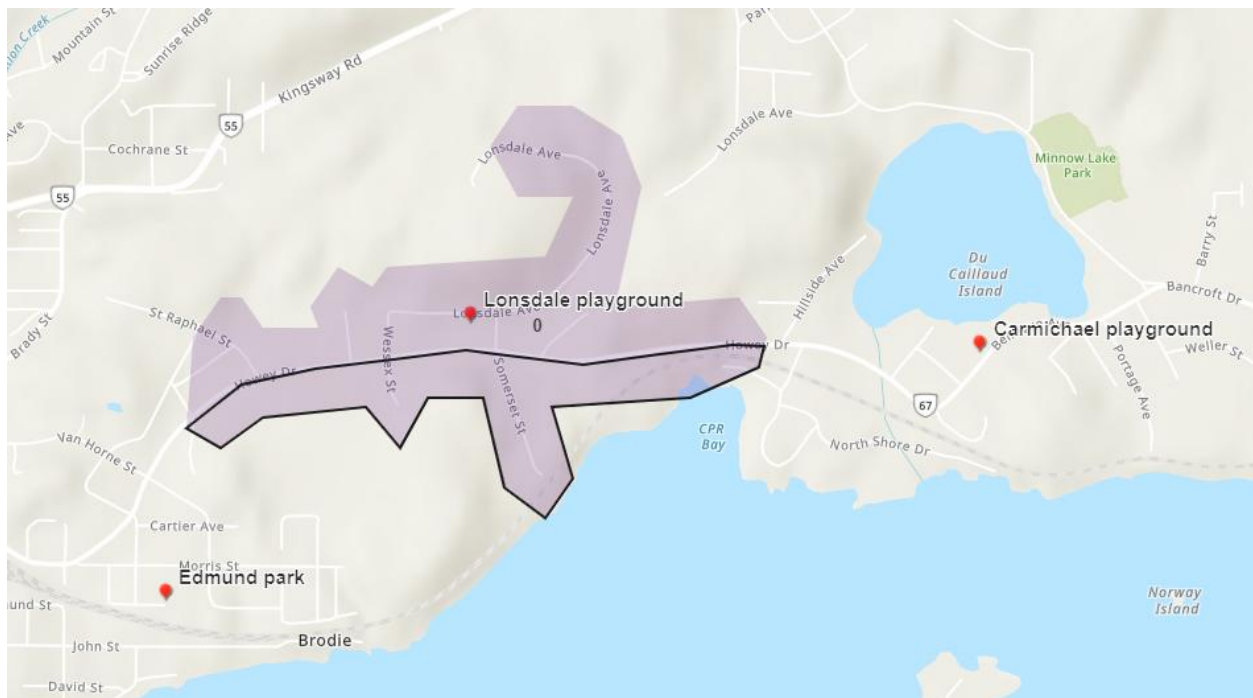 Mountain St
Sunrise Ridge
Kingsway Rd
55
Cochrane St
55
Lonsdale Ave
Lonsdale Ave
Lonsdale Ave
Minnow Lake
Park
Barry St
Du
Caillaud
Island
Hillside Ave
Bancroft Dr
Brady St
St Raphael St
Lonsdale playground
Lonsdale Ave
0
Carmichael playground
Weller St
Wessex St
Howey Dr
Howey Dr
Somerset St
Portage Ave
67
CPR
Bay
North Shore Dr
Van Horne St
Cartier Ave
Morris St
Edmund park
Norway
Island
John St
Brodie
David St